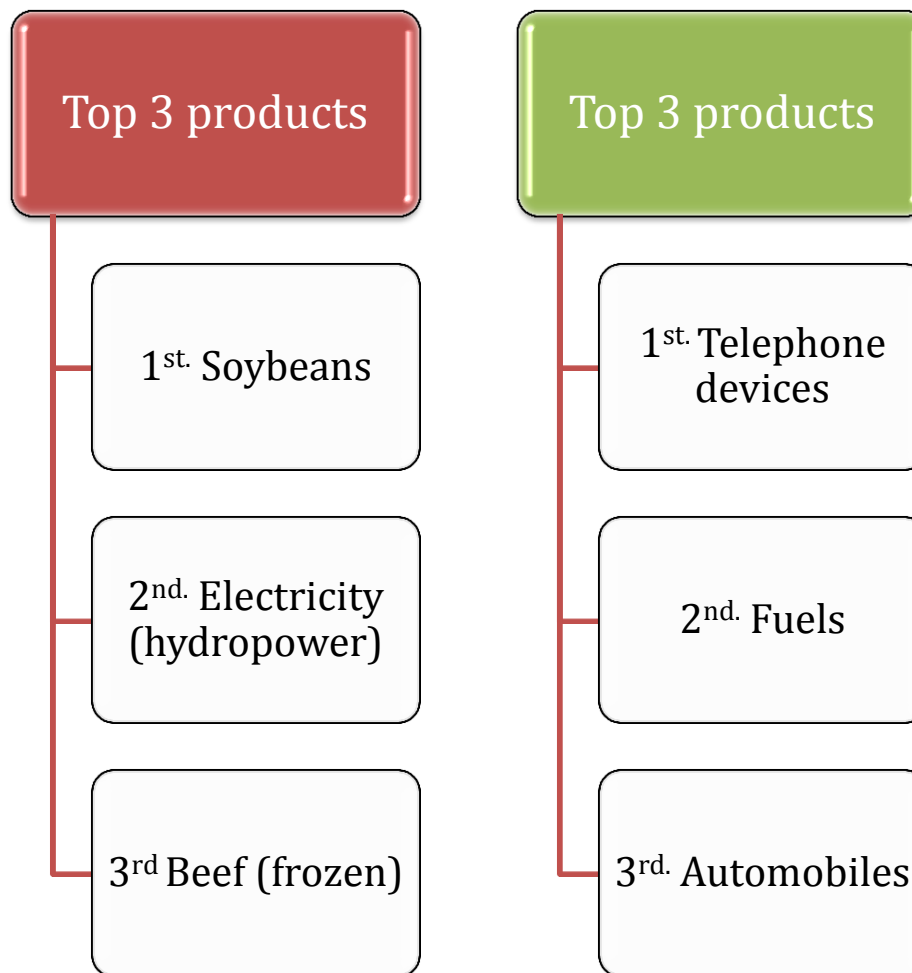 Top 3 products
1st. Soybeans
2nd. Electricity
(hydropower)
3rd Beef (frozen)
Top 3 products
1st. Telephone
devices
2nd. Fuels
3rd. Automobiles